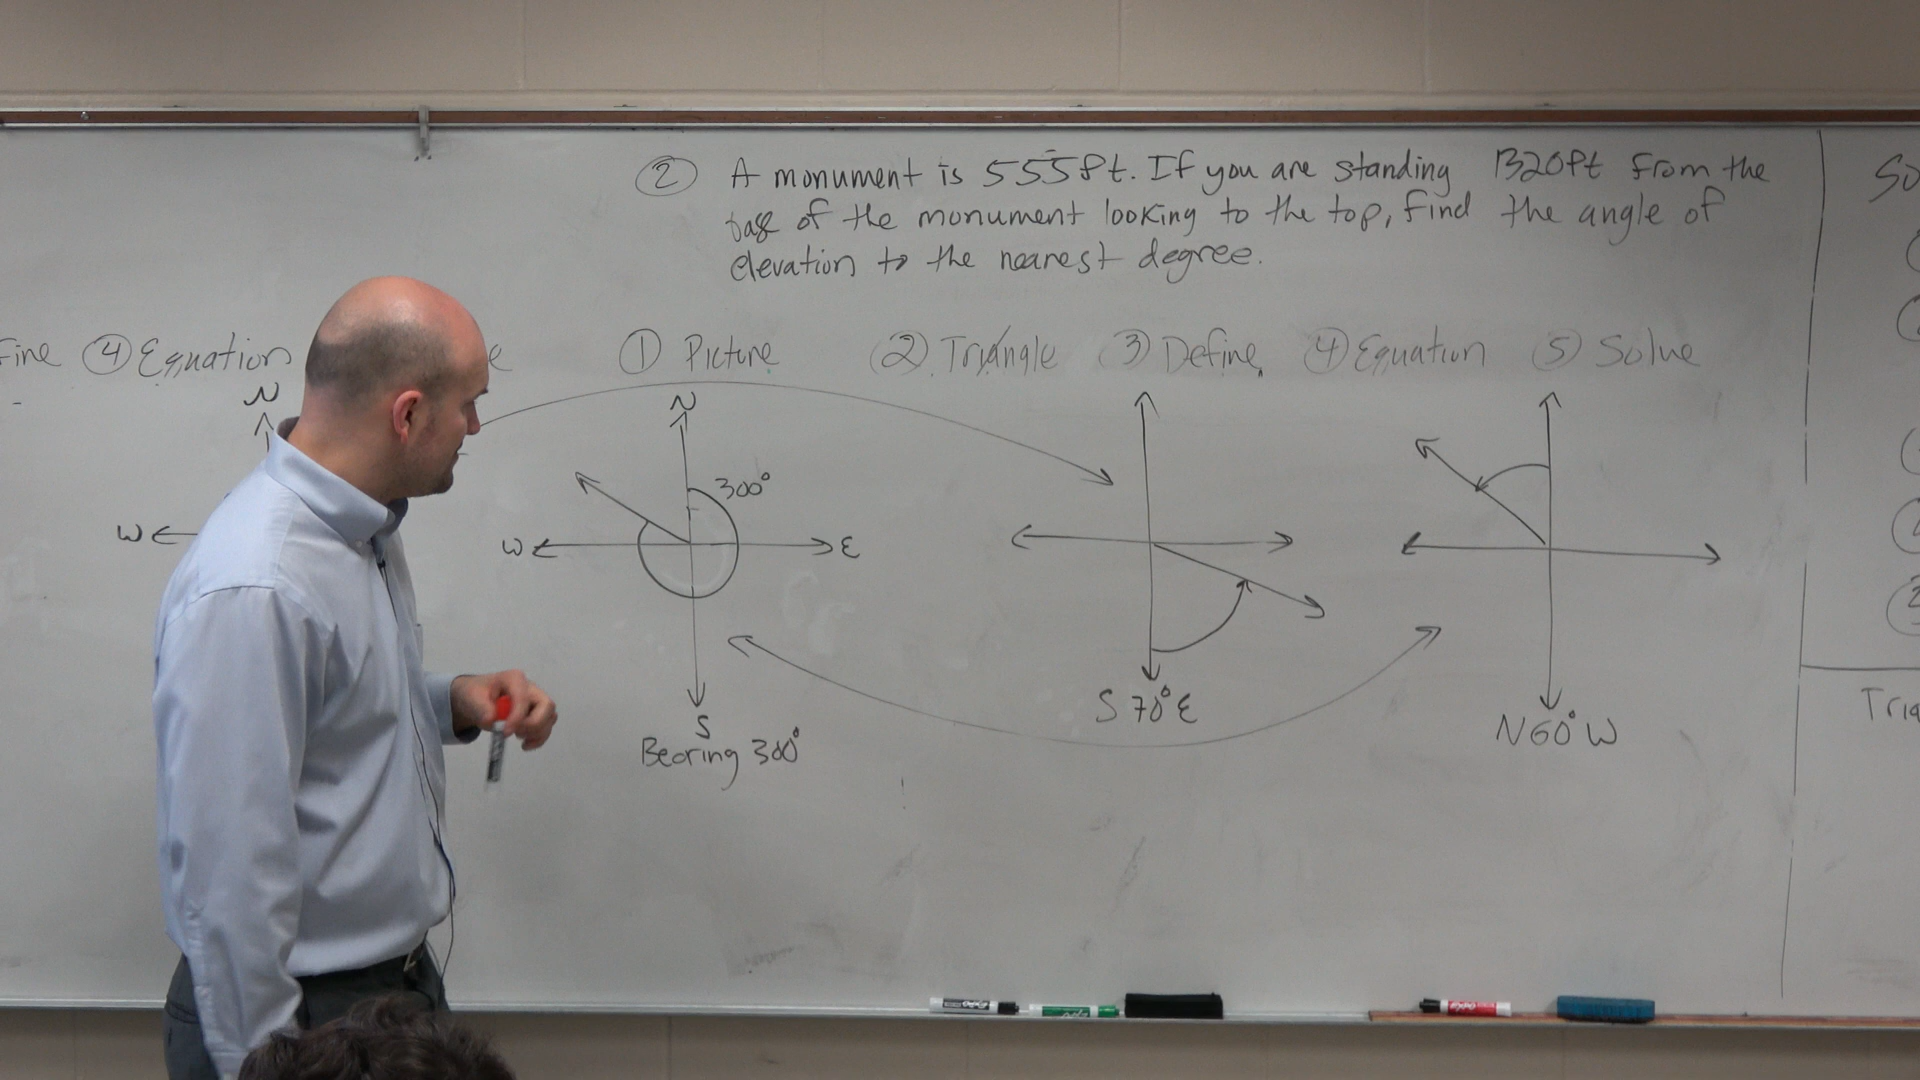 ② A monument is 555ft. If you are standing 1320ft from the
base of the monument looking to the top, find the angle of
elevation to the nearest degree.
④ Equation
① Picture ② Triangle ③ Define ④ Equation ⑤ Solve
N
N
300°
W
W E
S
Bearing 300°
S 70° E
N 60° W